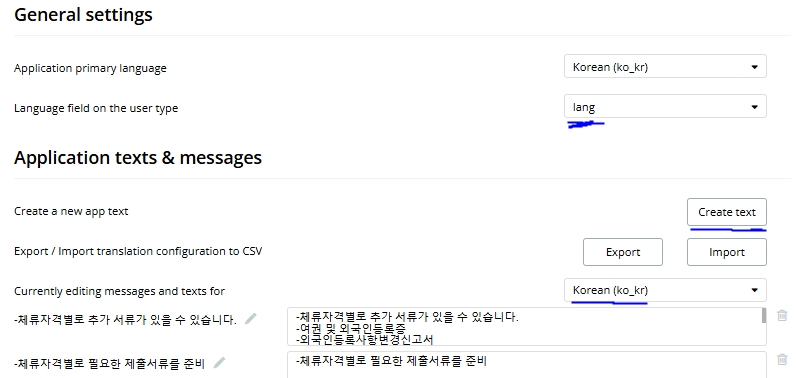 General settings
Application primary language
Korean (ko_kr)
Language field on the user type
lang
Application texts & messages
Create a new app text
Create text
Export / Import translation configuration to CSV
Export
Import
Currently editing messages and texts for
Korean (ko_kr)
-체류자격별로 추가 서류가 있을 수 있습니다.
-체류자격별로 추가 서류가 있을 수 있습니다.
-여권 및 외국인등록증
-외국인등록사항변경신고서
-체류자격별로 필요한 제출서류를 준비
-체류자격별로 필요한 제출서류를 준비